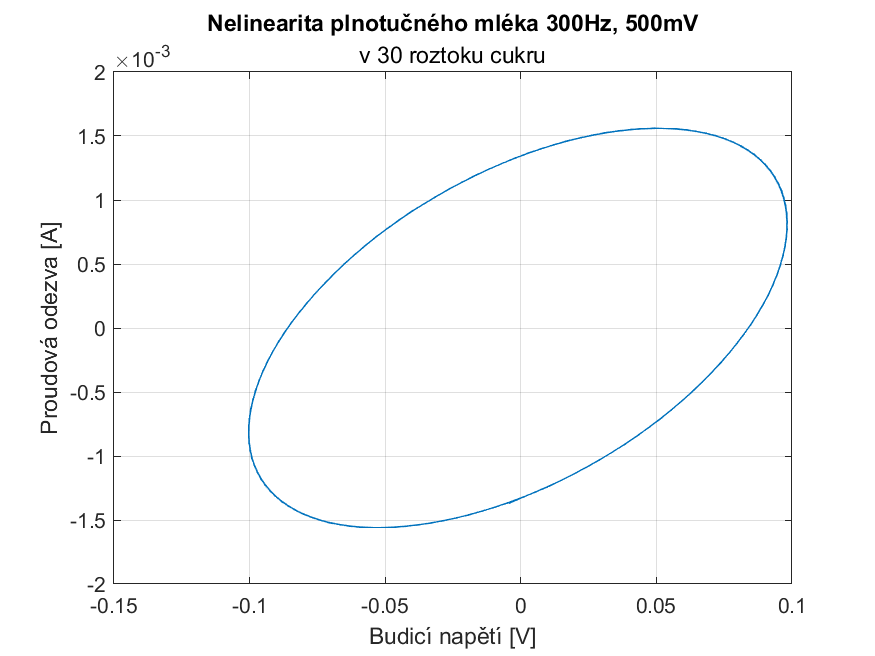 Nelinearita plnotučného mléka 300Hz, 500mV
v 30 roztoku cukru
×10-3
2
1.5
1
0.5
0
-0.5
-1
-1.5
-2
Proudová odezva [A]
-0.15 -0.1 -0.05 0 0.05 0.1
Budicí napětí [V]